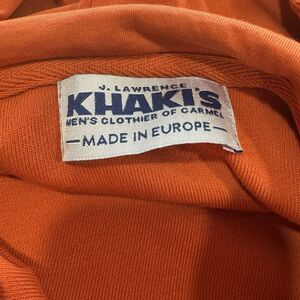 J. LAWRENCE
KHAKI'S
MEN'S CLOTHIER OF CARMEL
MADE IN EUROPE